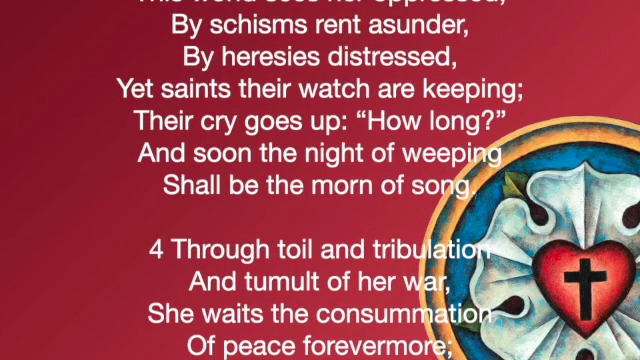 This world sees her oppressed,
By schisms rent asunder,
By heresies distressed,
Yet saints their watch are keeping;
Their cry goes up: “How long?”
And soon the night of weeping
Shall be the morn of song.
4 Through toil and tribulation
And tumult of her war,
She waits the consummation
Of peace forevermore;